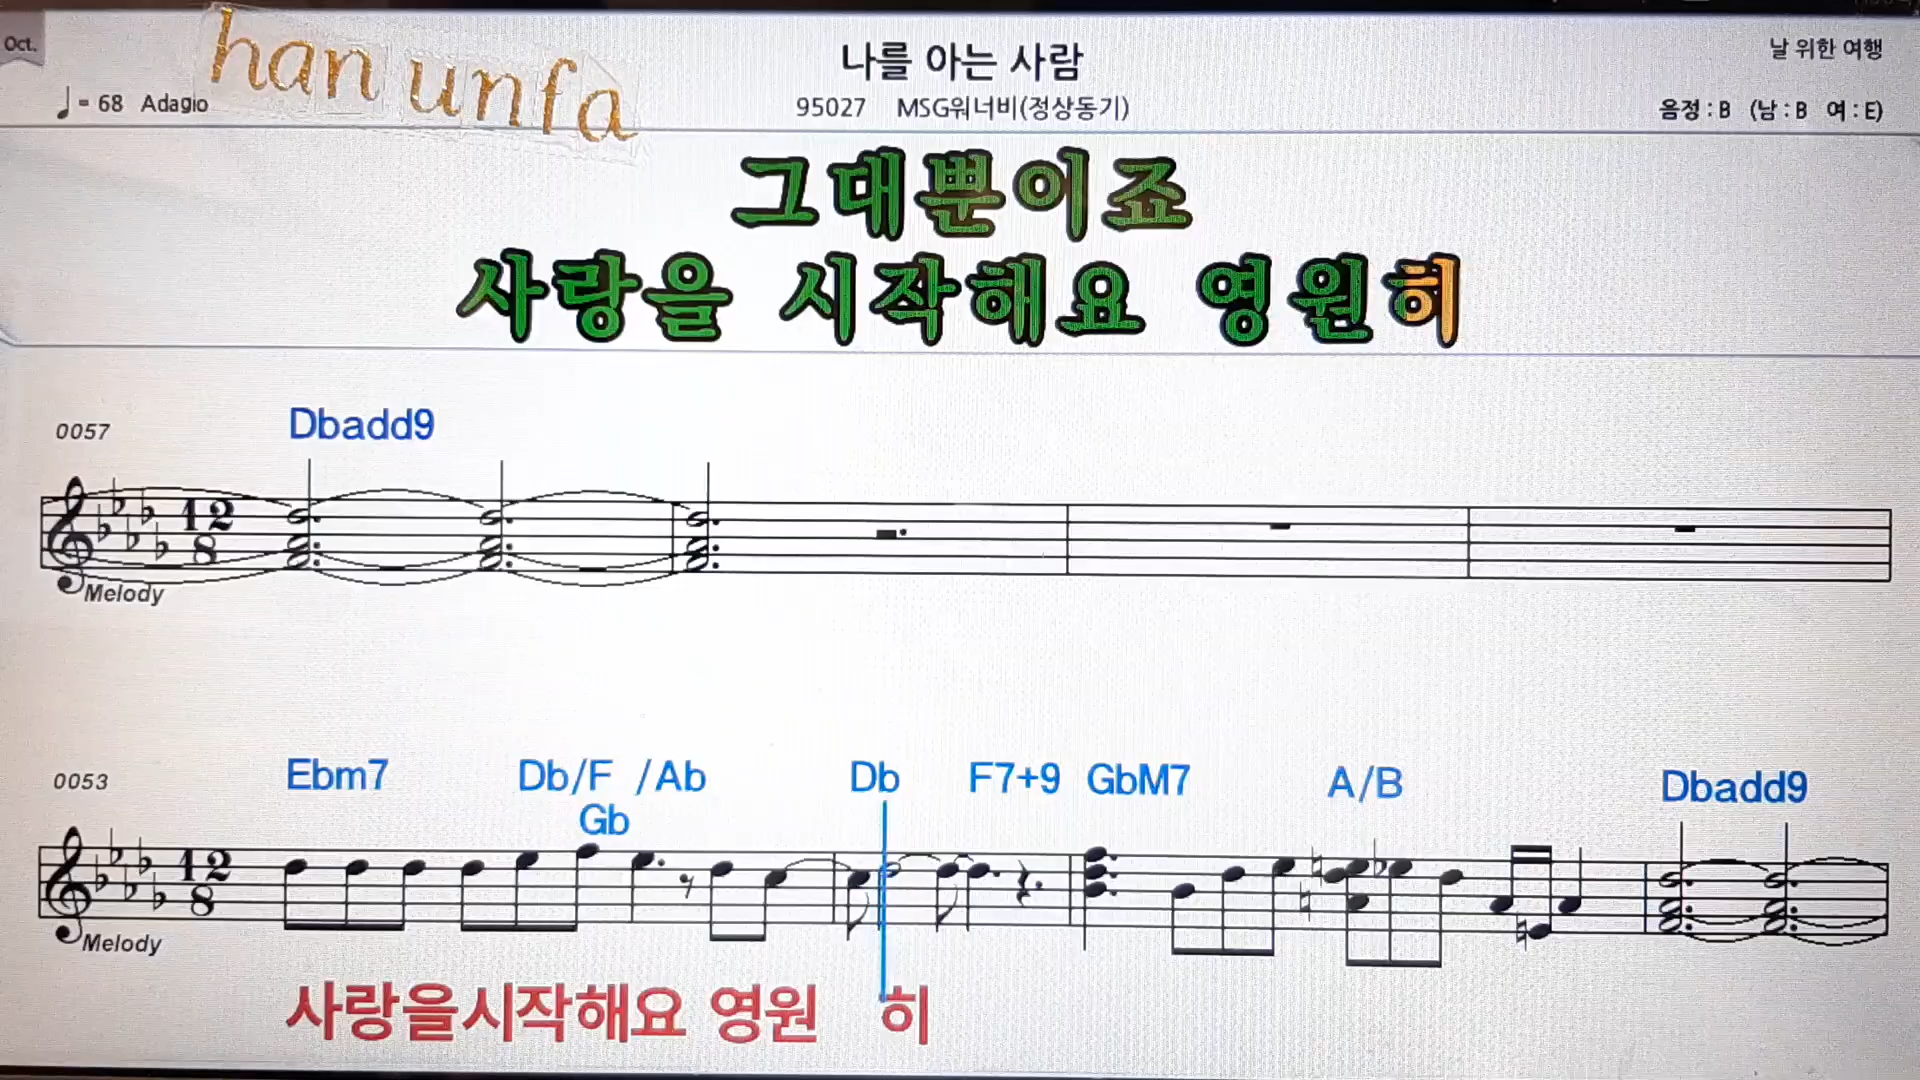 Oct.
han unfa
나를 아는 사람
날 위한 여행
♩= 68 Adagio
95027 MSG워너비(정상동기)
음정 : B (남 : B 여 : E)
그대뿐이죠
사랑을 시작해요 영원히
0057
Dbadd9
12
8
Melody
0053
Ebm7 Db/F /Ab Db F7+9 GbM7 A/B Dbadd9
Gb
12
8
Melody
사랑을시작해요 영원 히